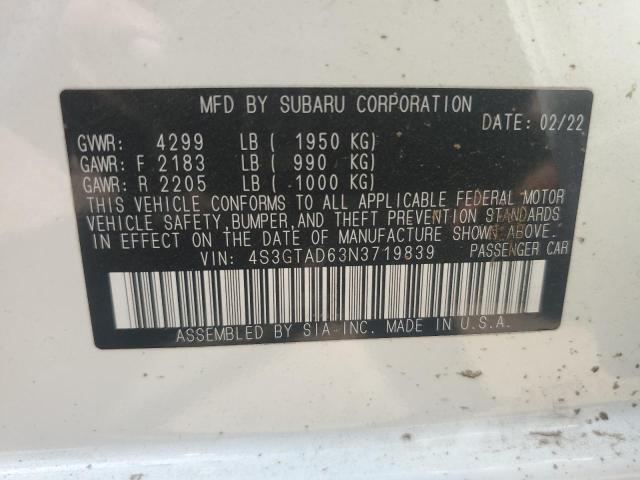 MFD BY SUBARU CORPORATION
DATE: 02/22
GVWR: 4299 LB ( 1950 KG)
GAWR: F 2183 LB ( 990 KG)
GAWR: R 2205 LB ( 1000 KG)
THIS VEHICLE CONFORMS TO ALL APPLICABLE FEDERAL MOTOR
VEHICLE SAFETY,BUMPER,AND THEFT PREVENTION STANDARDS
IN EFFECT ON THE DATE OF MANUFACTURE SHOWN ABOVE.
VIN: 4S3GTAD63N3719839 PASSENGER CAR
ASSEMBLED BY SIA-INC. MADE IN U.S.A.